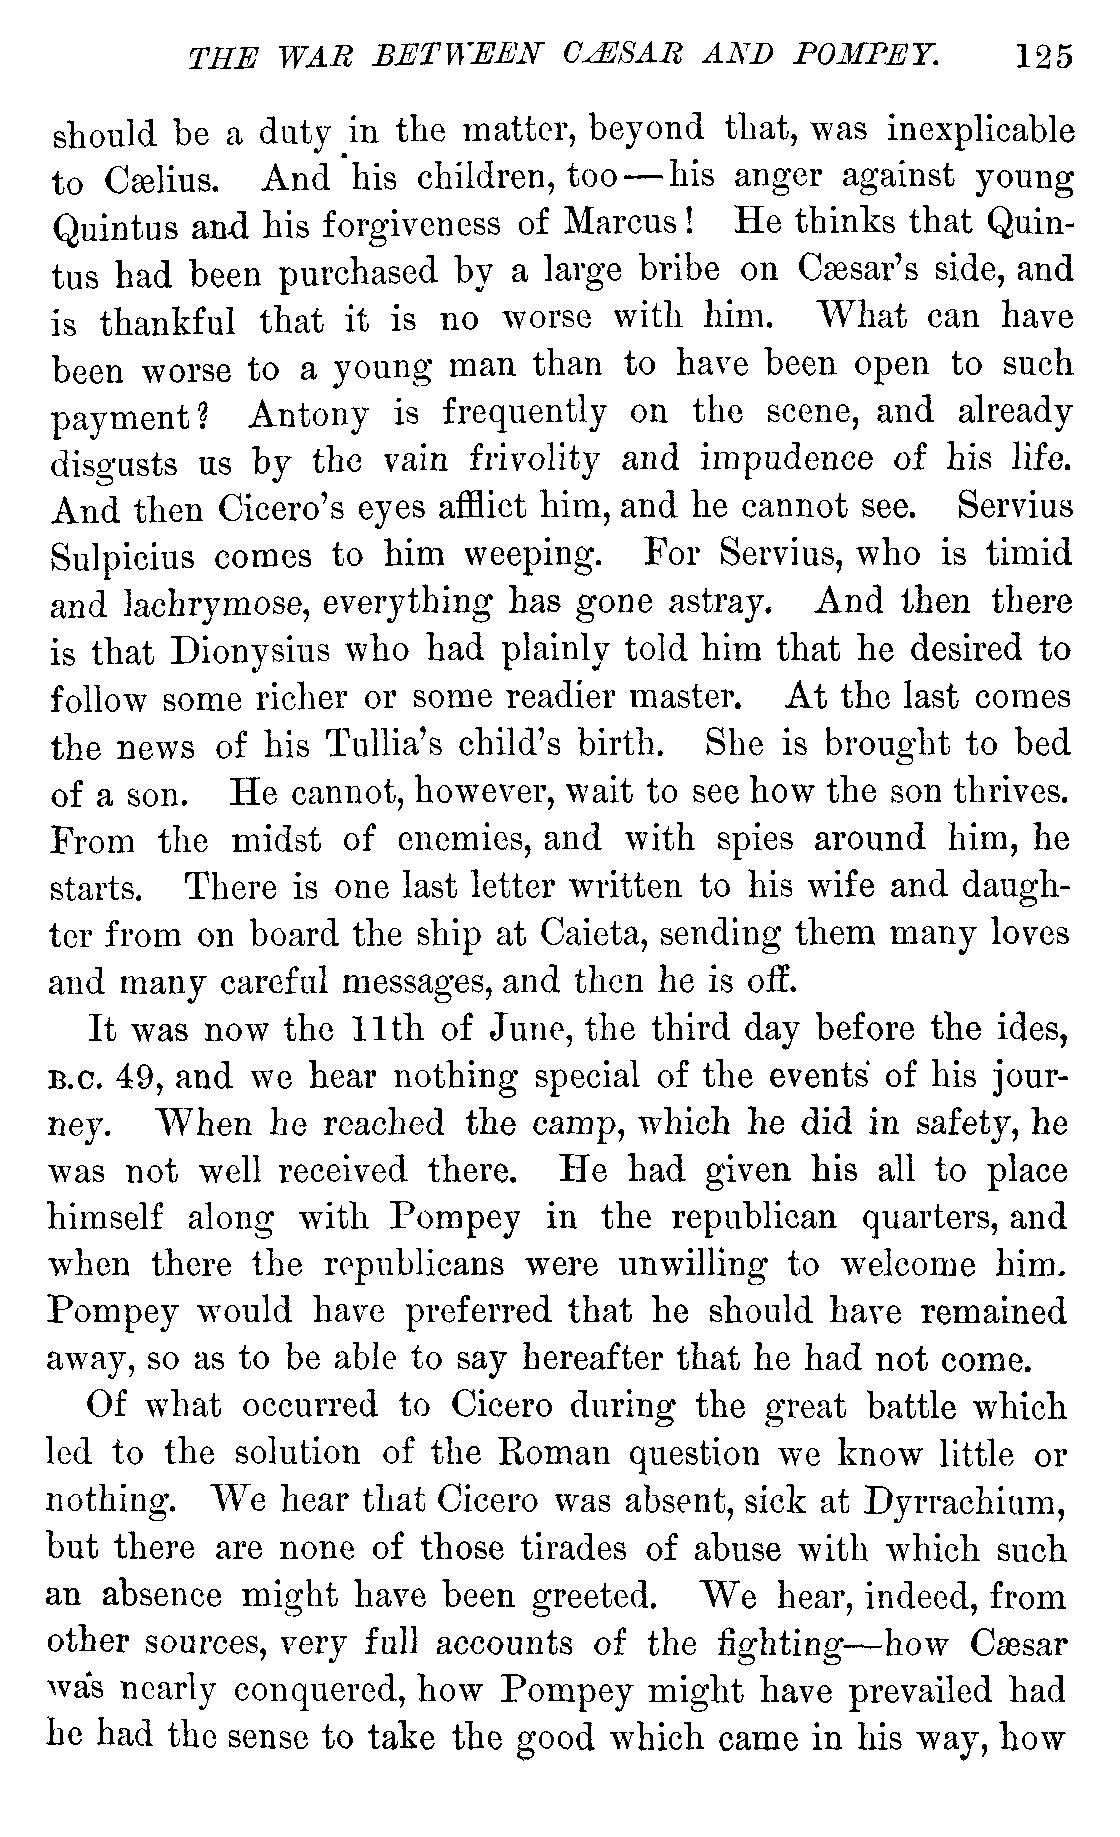 THE WAR BETWEEN CÆSAR AND POMPEY. 125
should be a duty in the matter, beyond that, was inexplicable
to Cælius. And his children, too—his anger against young
Quintus and his forgiveness of Marcus! He thinks that Quin-
tus had been purchased by a large bribe on Cæsar's side, and
is thankful that it is no worse with him. What can have
been worse to a young man than to have been open to such
payment? Antony is frequently on the scene, and already
disgusts us by the vain frivolity and impudence of his life.
And then Cicero's eyes afflict him, and he cannot see. Servius
Sulpicius comes to him weeping. For Servius, who is timid
and lachrymose, everything has gone astray. And then there
is that Dionysius who had plainly told him that he desired to
follow some richer or some readier master. At the last comes
the news of his Tullia's child's birth. She is brought to bed
of a son. He cannot, however, wait to see how the son thrives.
From the midst of enemies, and with spies around him, he
starts. There is one last letter written to his wife and daugh-
ter from on board the ship at Caieta, sending them many loves
and many careful messages, and then he is off.
It was now the 11th of June, the third day before the ides,
B.C. 49, and we hear nothing special of the events of his jour-
ney. When he reached the camp, which he did in safety, he
was not well received there. He had given his all to place
himself along with Pompey in the republican quarters, and
when there the republicans were unwilling to welcome him.
Pompey would have preferred that he should have remained
away, so as to be able to say hereafter that he had not come.
Of what occurred to Cicero during the great battle which
led to the solution of the Roman question we know little or
nothing. We hear that Cicero was absent, sick at Dyrrachium,
but there are none of those tirades of abuse with which such
an absence might have been greeted. We hear, indeed, from
other sources, very full accounts of the fighting—how Cæsar
was nearly conquered, how Pompey might have prevailed had
he had the sense to take the good which came in his way, how